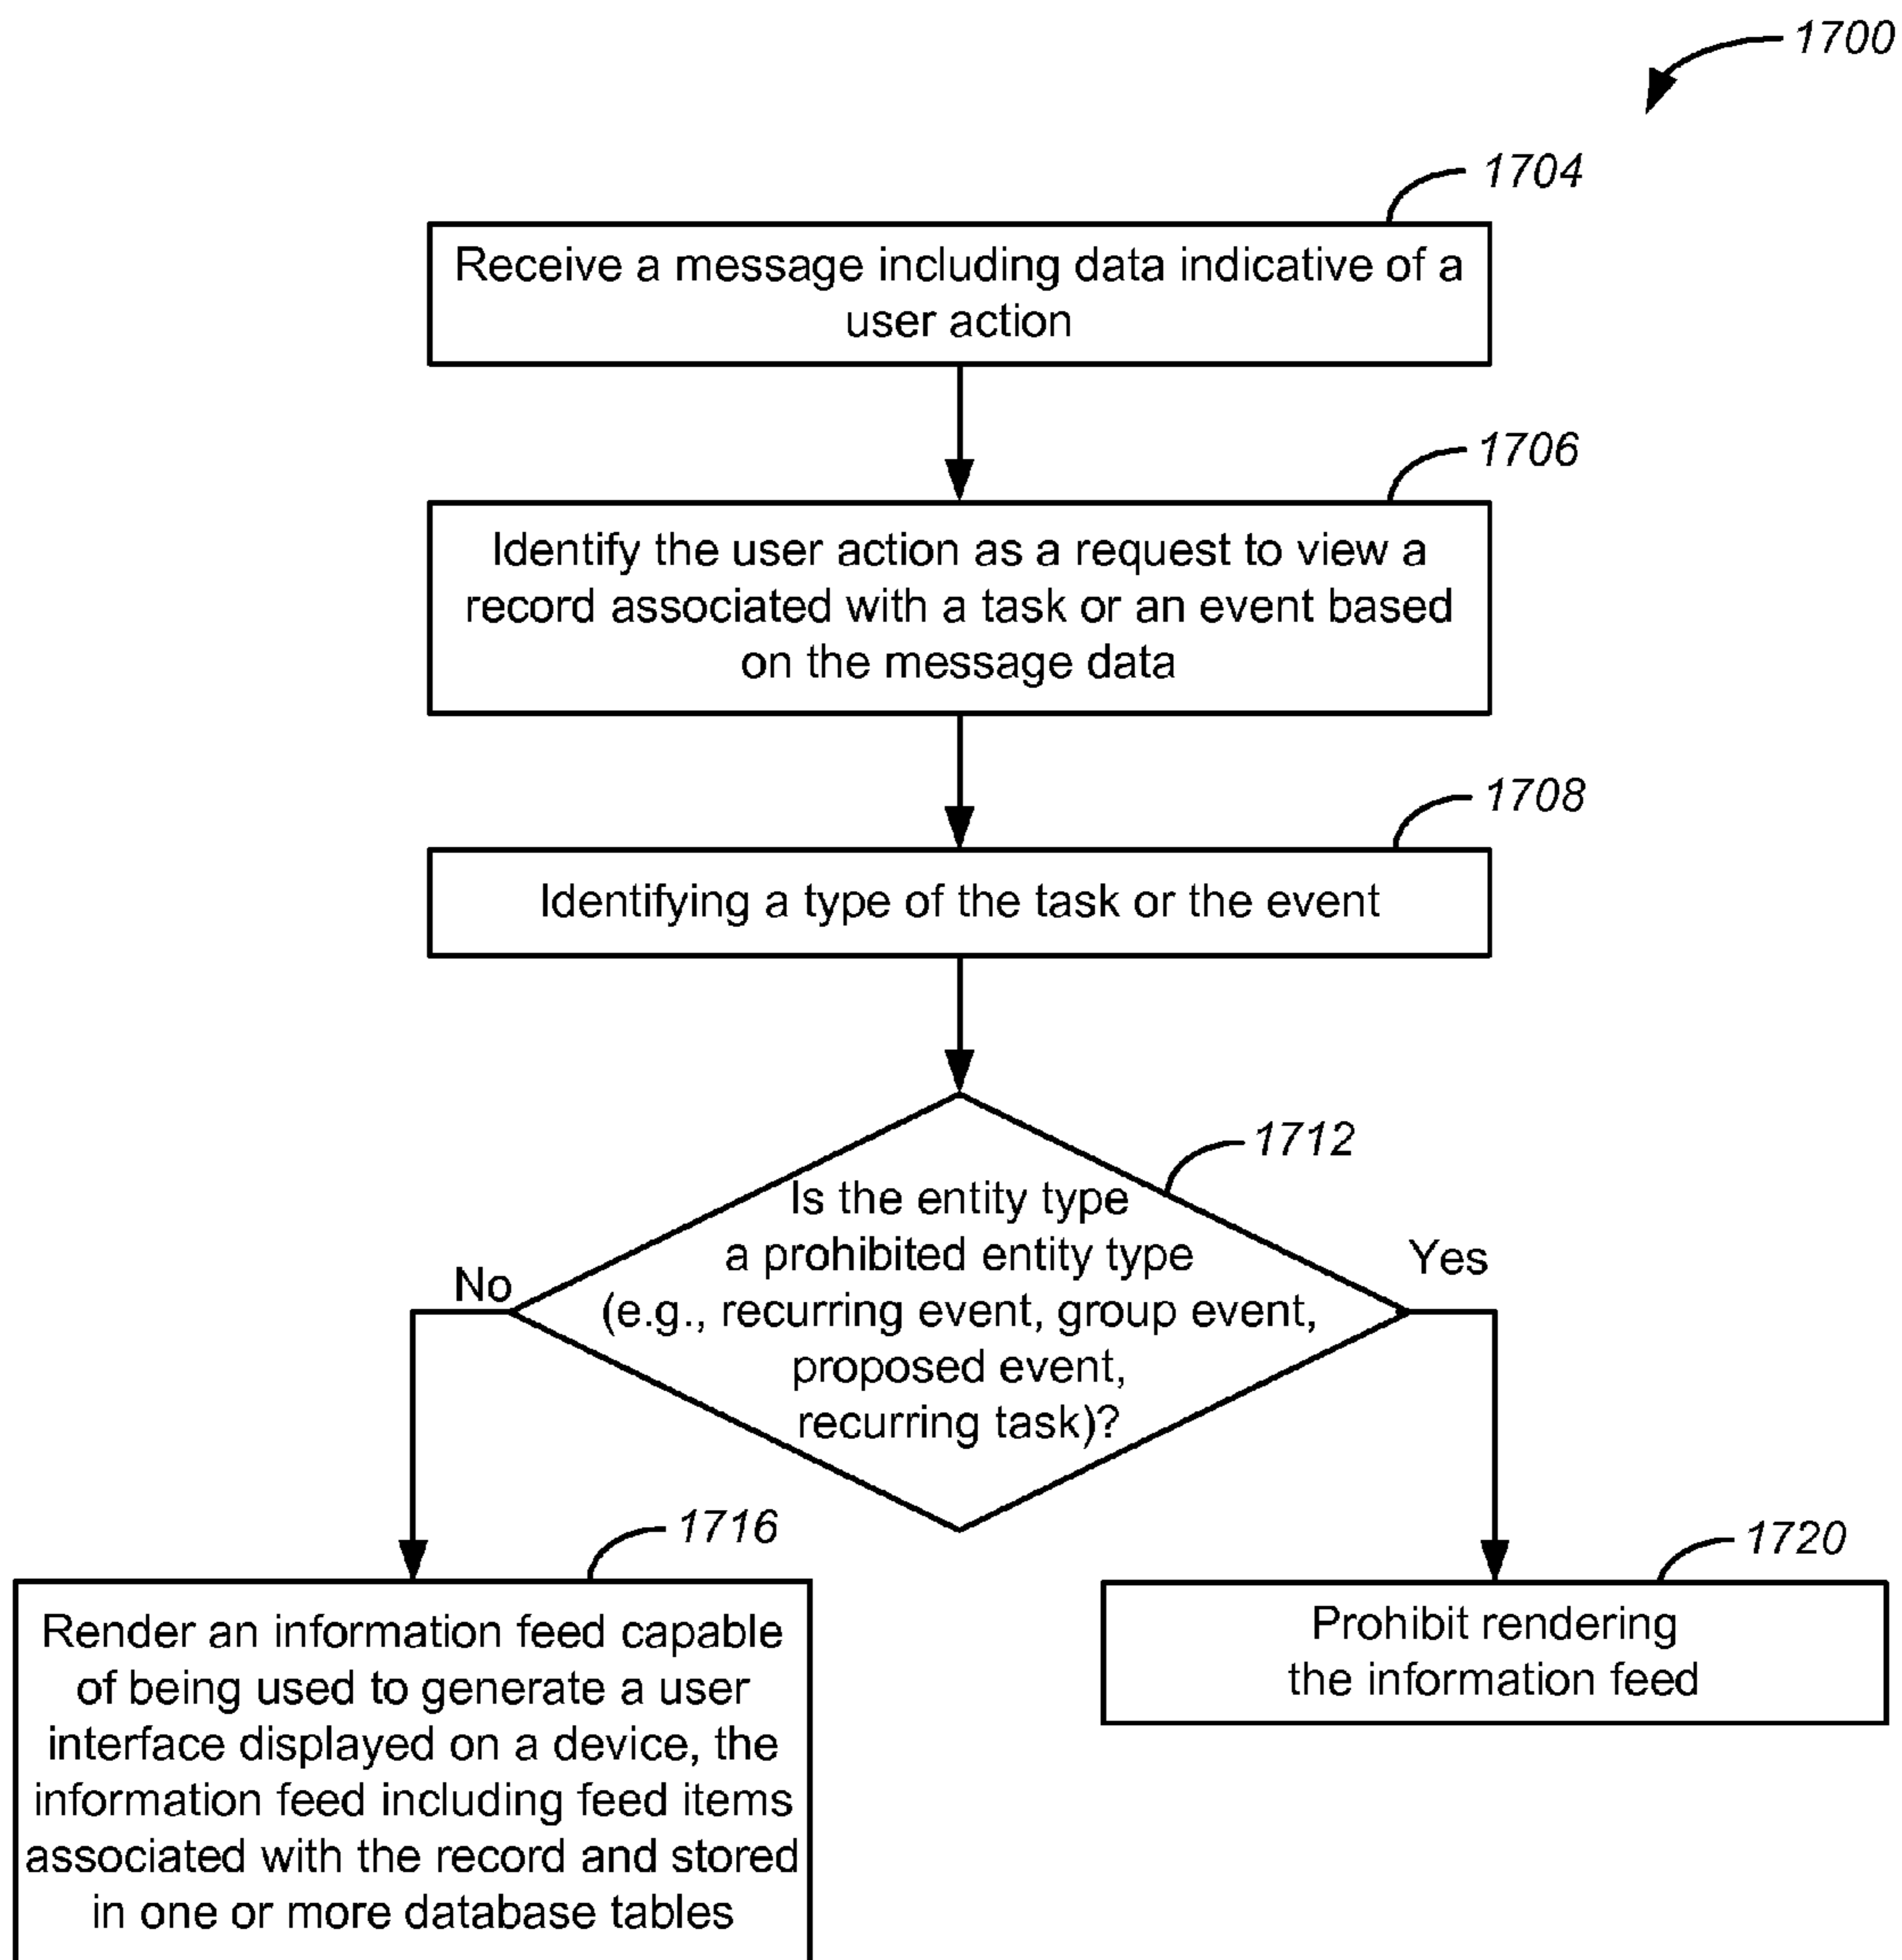 1700
1704
Receive a message including data indicative of a
user action
1706
Identify the user action as a request to view a
record associated with a task or an event based
on the message data
1708
Identifying a type of the task or the event
1712
Is the entity type
a prohibited entity type
(e.g., recurring event, group event,
proposed event,
recurring task)?
No
Yes
1716
Render an information feed capable
of being used to generate a user
interface displayed on a device, the
information feed including feed items
associated with the record and stored
in one or more database tables
1720
Prohibit rendering
the information feed